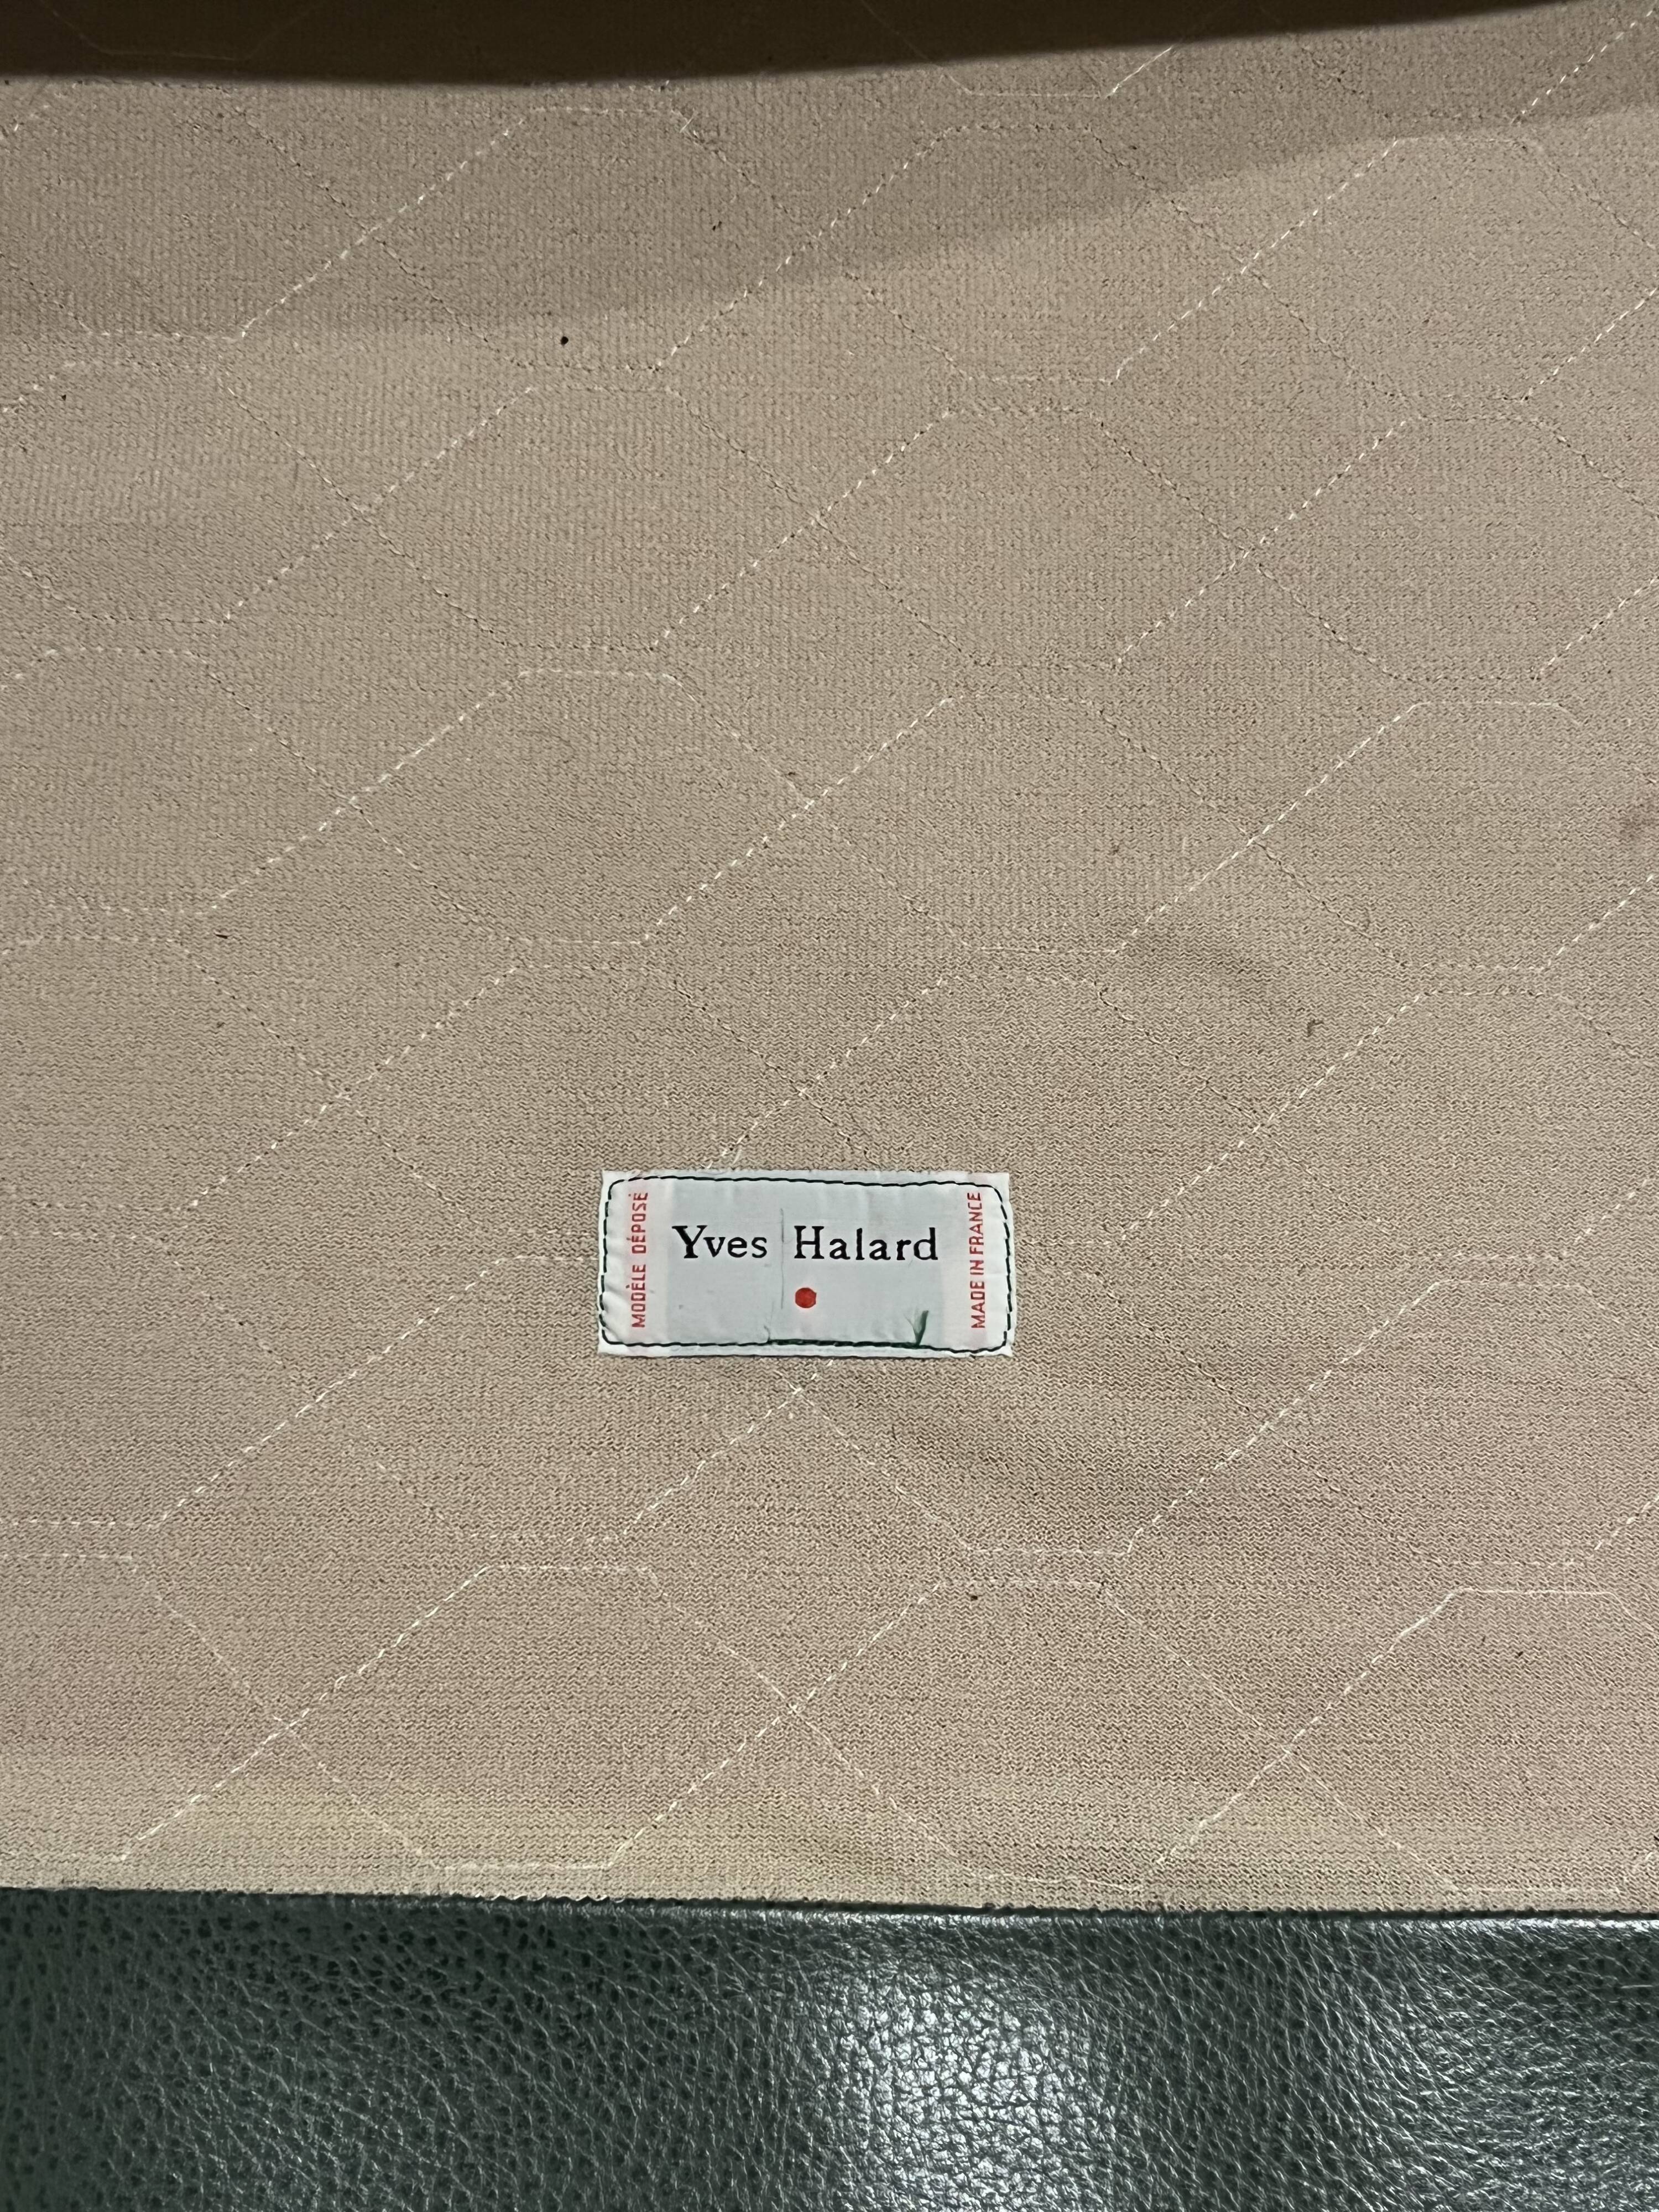 MODÈLE DÉPOSÉ
Yves Halard
MADE IN FRANCE